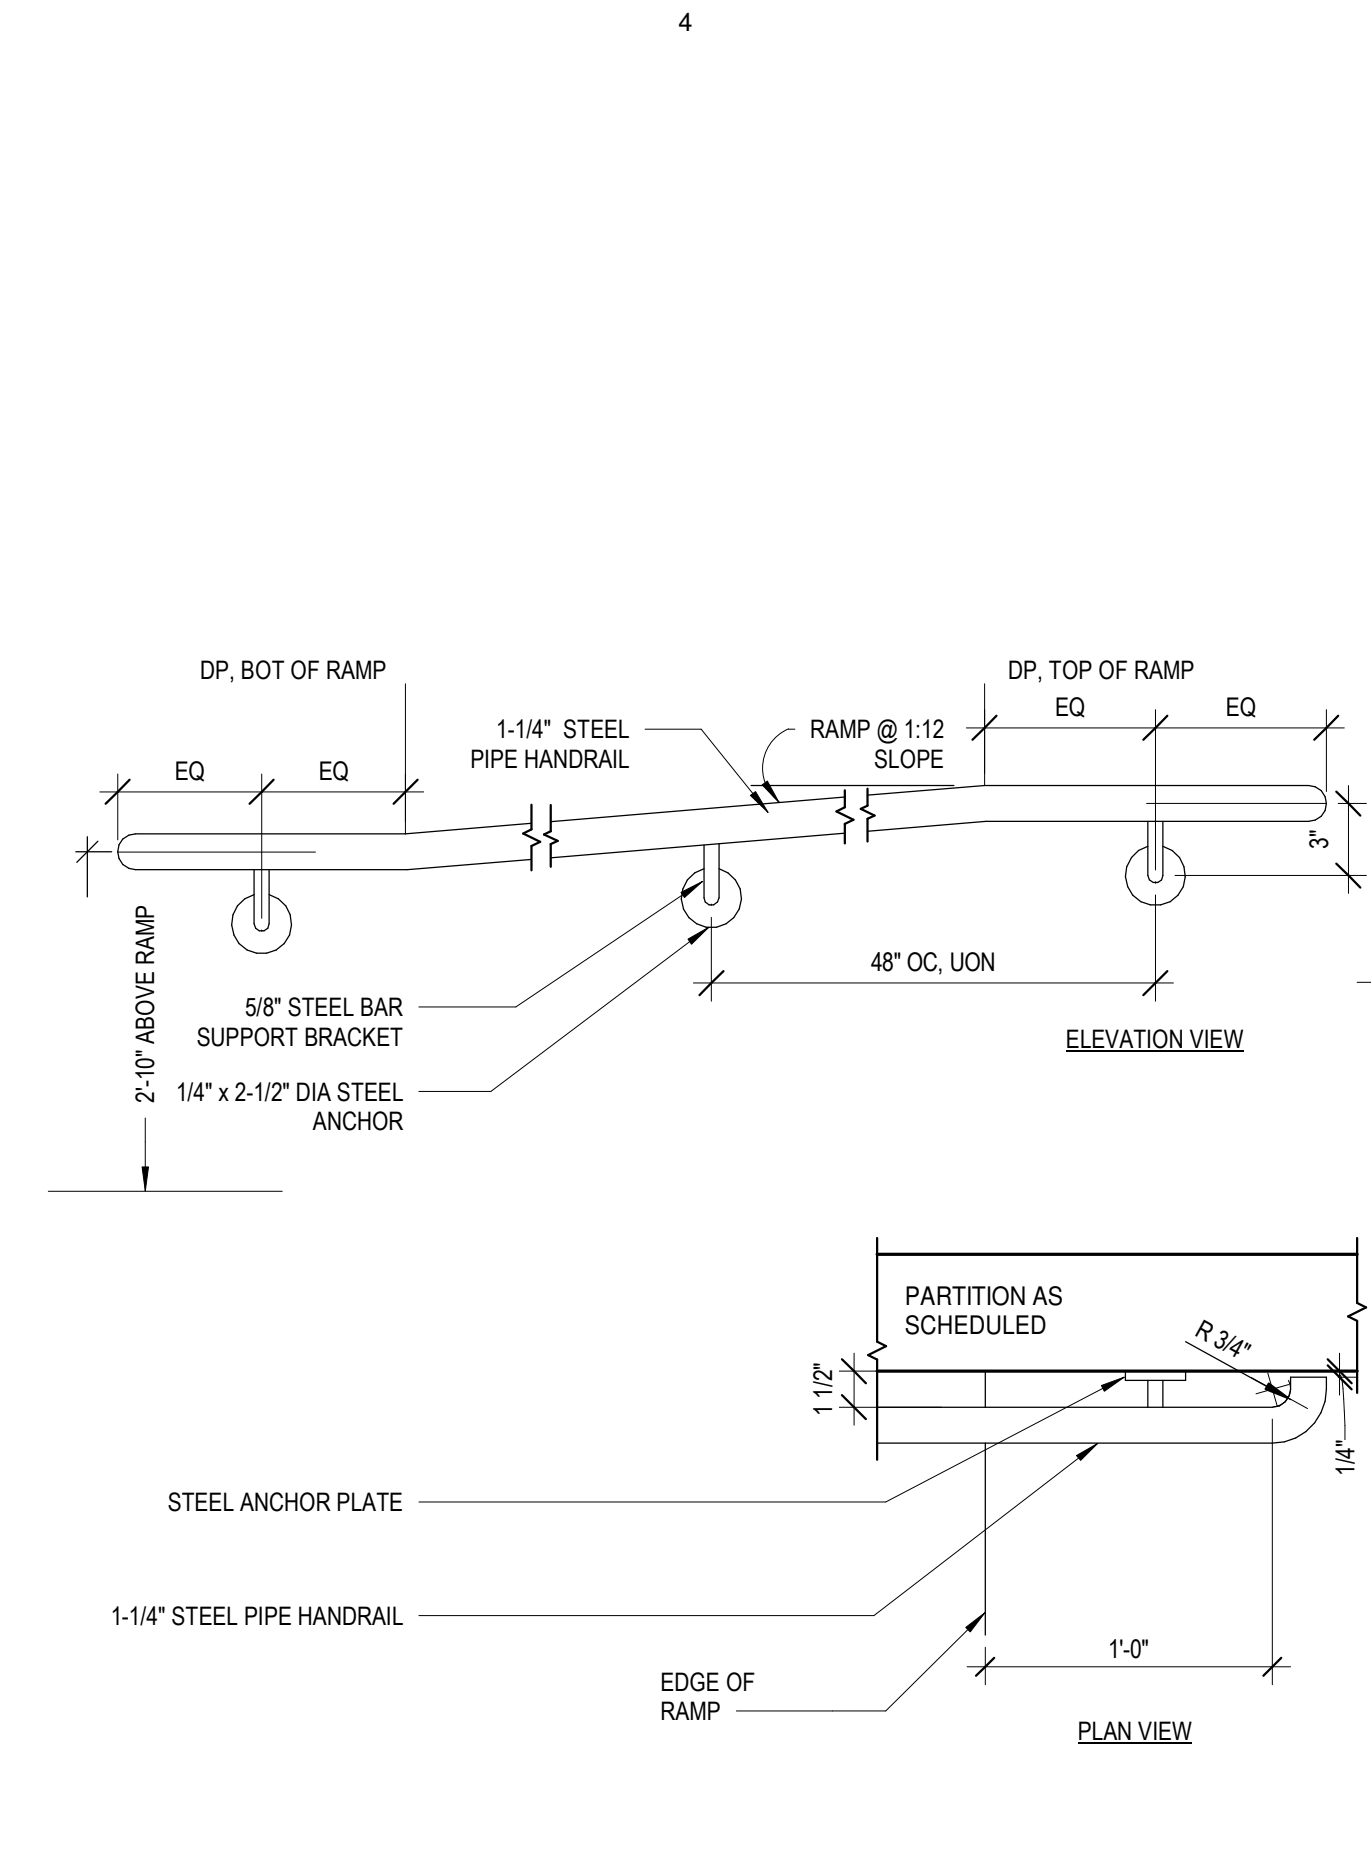 4
DP, BOT OF RAMP
DP, TOP OF RAMP
EQ
EQ
1-1/4" STEEL
PIPE HANDRAIL
RAMP @ 1:12
SLOPE
EQ
EQ
3"
2'-10" ABOVE RAMP
48" OC, UON
5/8" STEEL BAR
SUPPORT BRACKET
ELEVATION VIEW
1/4" x 2-1/2" DIA STEEL
ANCHOR
PARTITION AS
SCHEDULED
R 3/4"
1 1/2"
1/4"
STEEL ANCHOR PLATE
1-1/4" STEEL PIPE HANDRAIL
1'-0"
EDGE OF
RAMP
PLAN VIEW